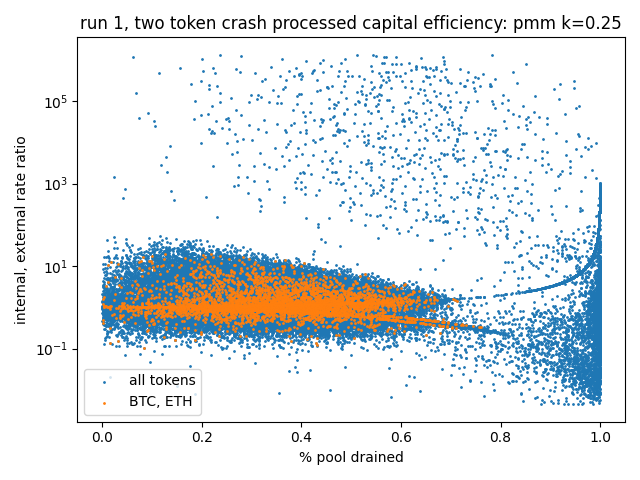 run 1, two token crash processed capital efficiency: pmm k=0.25
internal, external rate ratio
10^5
10^3
10^1
10^−1
all tokens
BTC, ETH
0.0 0.2 0.4 0.6 0.8 1.0
% pool drained